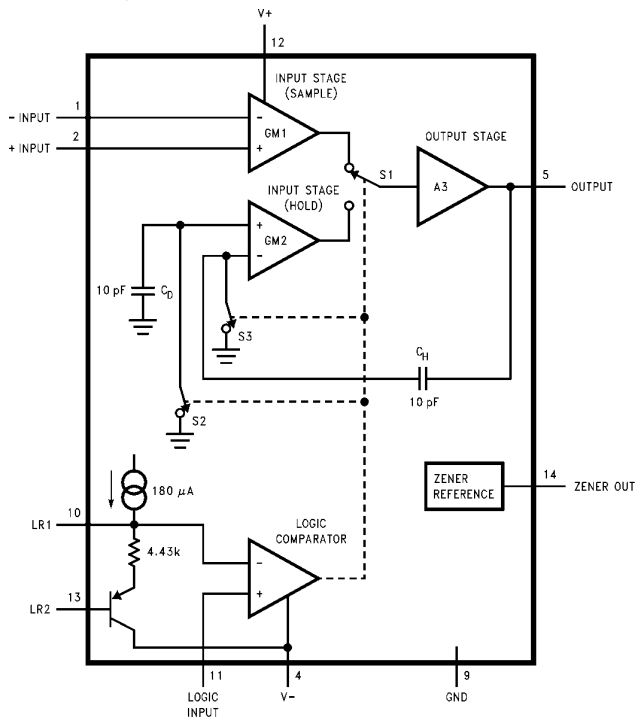 V+
12
INPUT STAGE
(SAMPLE)
- INPUT
1
-
GM1
+ INPUT
2
+
OUTPUT STAGE
S1
A3
5
OUTPUT
INPUT STAGE
(HOLD)
+
GM2
-
10 pF
CD
S3
CH
10 pF
S2
ZENER
REFERENCE
14
ZENER OUT
180 μA
LOGIC
COMPARATOR
LR1
10
4.43k
-
+
LR2
13
11
LOGIC
INPUT
4
V-
9
GND